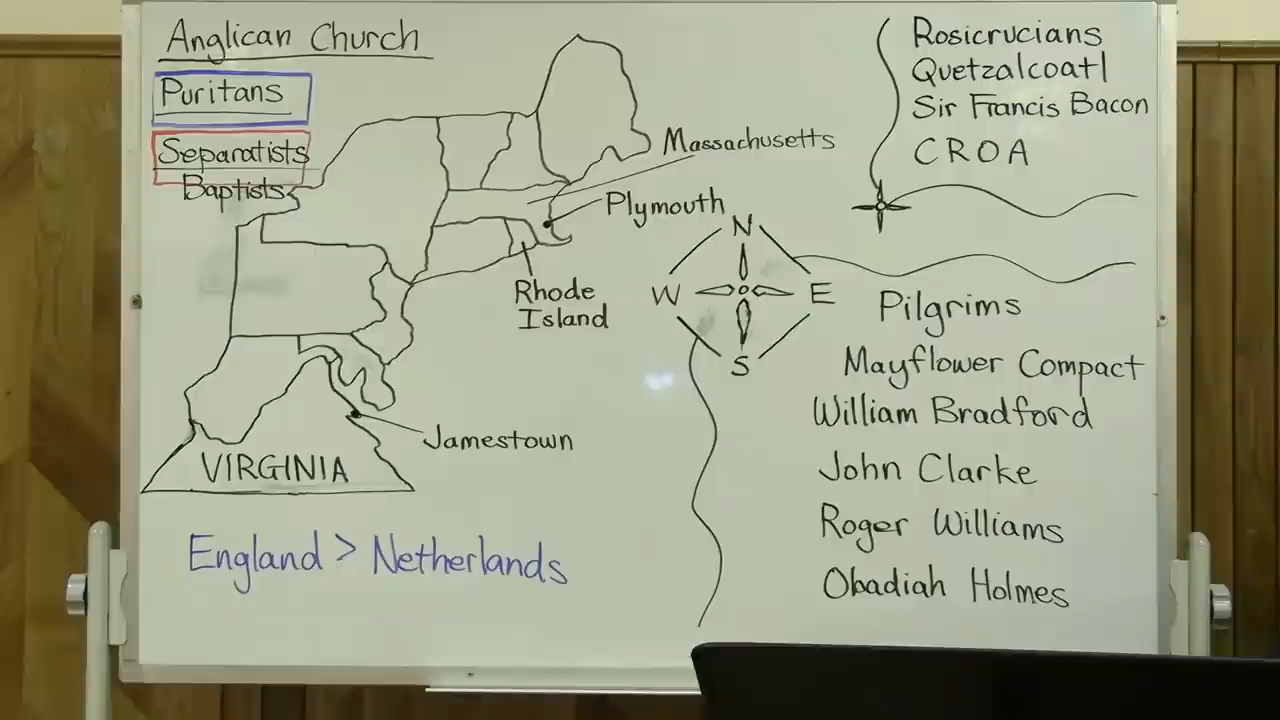 Anglican Church
Puritans
Separatists
Baptists
Massachusetts
Plymouth
Rhode
Island
Jamestown
VIRGINIA
England > Netherlands
N
W
E
S
Rosicrucians
Quetzalcoatl
Sir Francis Bacon
CROA
Pilgrims
Mayflower Compact
William Bradford
John Clarke
Roger Williams
Obadiah Holmes